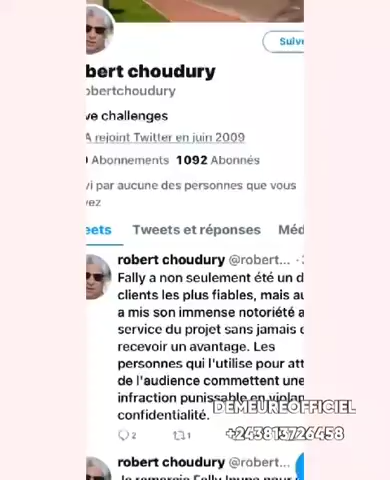 Suive
bert choudury
obertchoudury
ve challenges
A rejoint Twitter en juin 2009
Abonnements 1092 Abonnés
vi par aucune des personnes que vous
vez
eets Tweets et réponses Méd
robert choudury @robert...
Fally a non seulement été un d
clients les plus fiables, mais au
a mis son immense notoriété a
service du projet sans jamais
recevoir un avantage. Les
personnes qui l'utilise pour att
de l'audience commettent une
infraction punissable en violan
confidentialité.
DEMEUREOFFICIEL
2 1
+243813726458
robert choudury @robert...
Je remercie Fally Ipupa pour